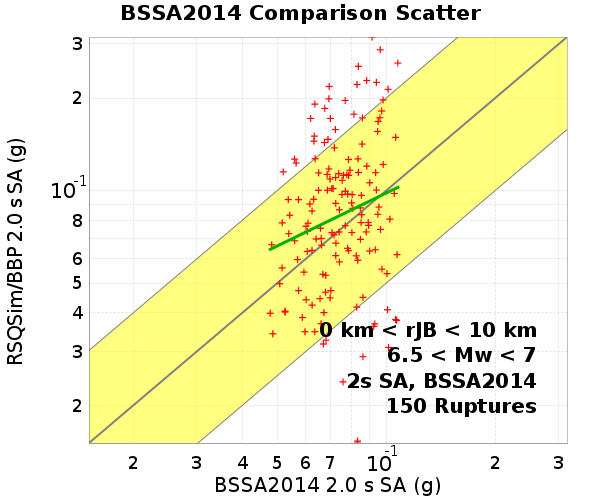 BSSA2014 Comparison Scatter
RSQSim/BBP 2.0 s SA (g)
3
2
10^-1
8
6
5
4
3
2
0 km < rJB < 10 km
6.5 < Mw < 7
2s SA, BSSA2014
150 Ruptures
2 3 4 5 6 7 10^-1 2 3
BSSA2014 2.0 s SA (g)